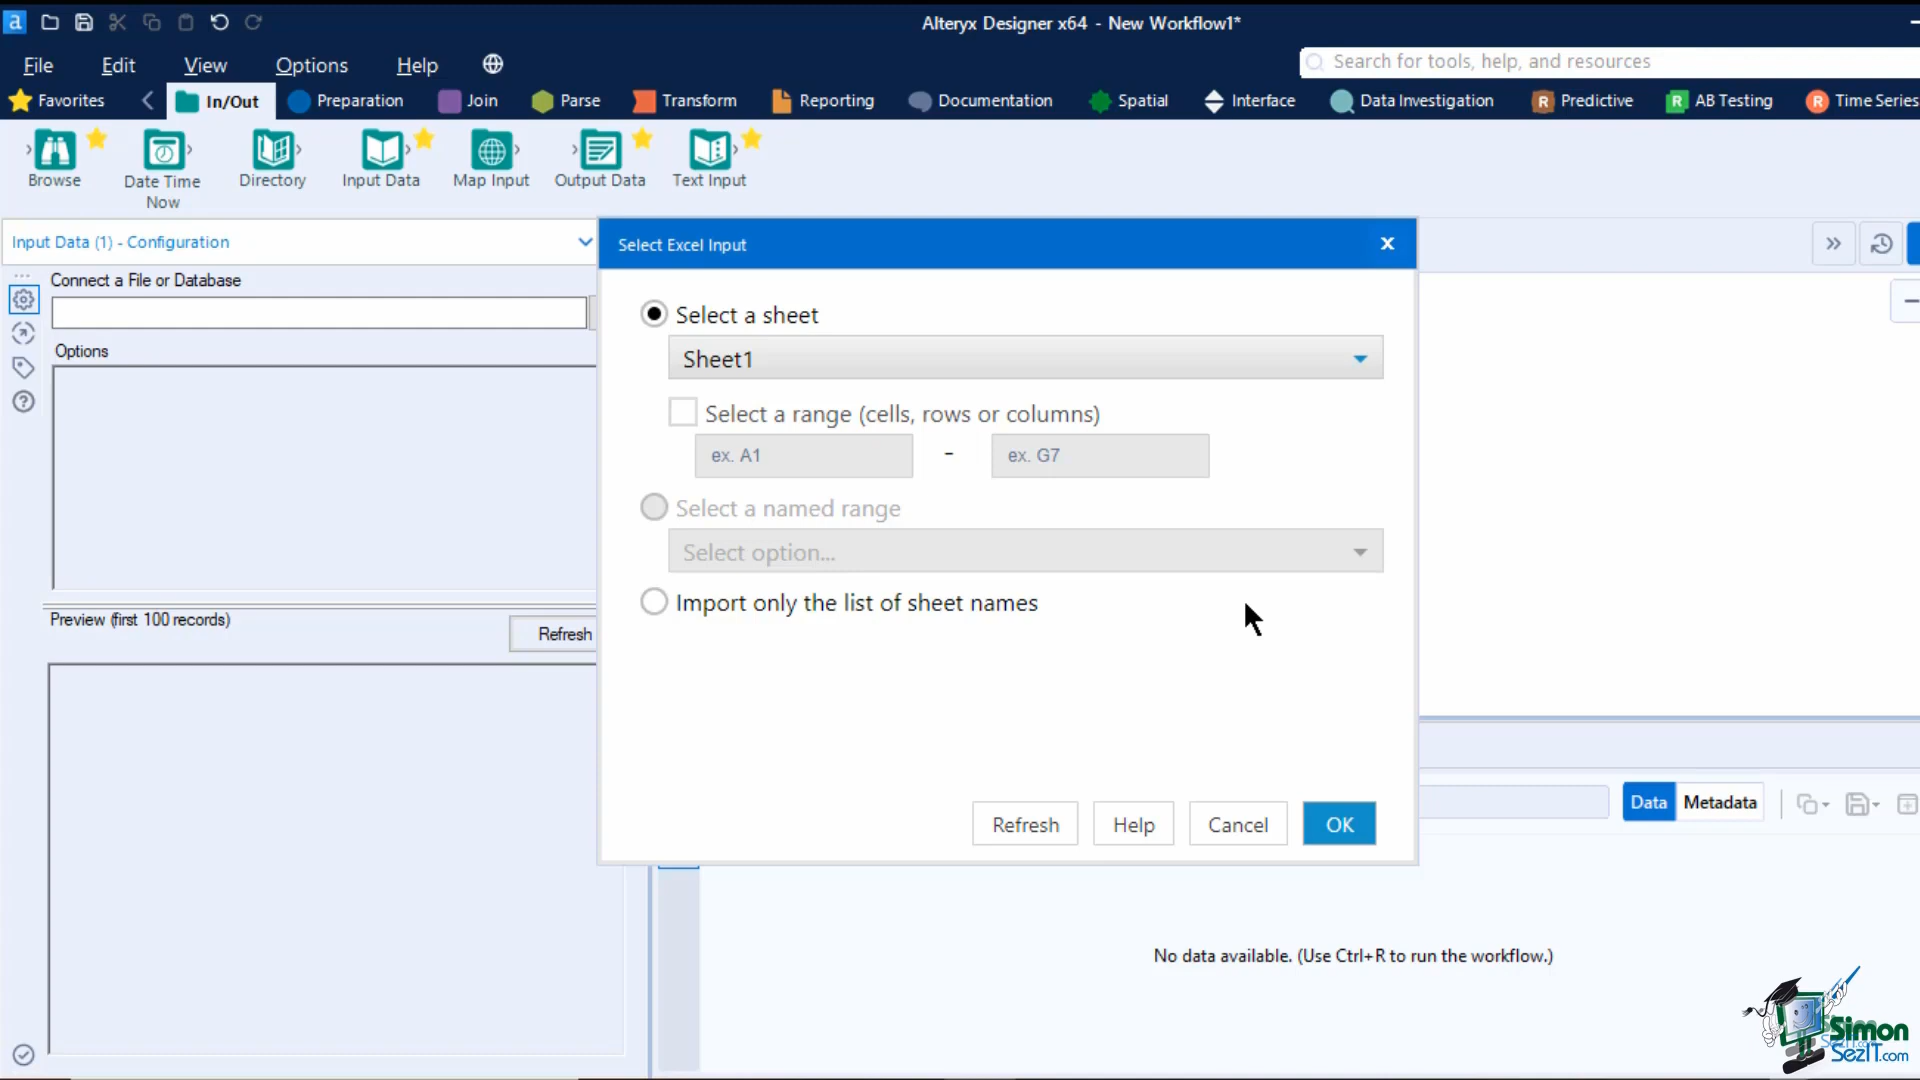 a
Alteryx Designer x64 - New Workflow1*
File Edit View Options Help
Search for tools, help, and resources
Favorites In/Out Preparation Join Parse Transform Reporting Documentation Spatial Interface Data Investigation R Predictive R AB Testing R Time Series
Browse Date Time Now Directory Input Data Map Input Output Data Text Input
Input Data (1) - Configuration
Select Excel Input
Connect a File or Database
Select a sheet
Options
Sheet1
Select a range (cells, rows or columns)
ex. A1 - ex. G7
Select a named range
Select option...
Import only the list of sheet names
Preview (first 100 records)
Refresh
Refresh Help Cancel OK
Data Metadata
No data available. (Use Ctrl+R to run the workflow.)
Simon
SezIT.com